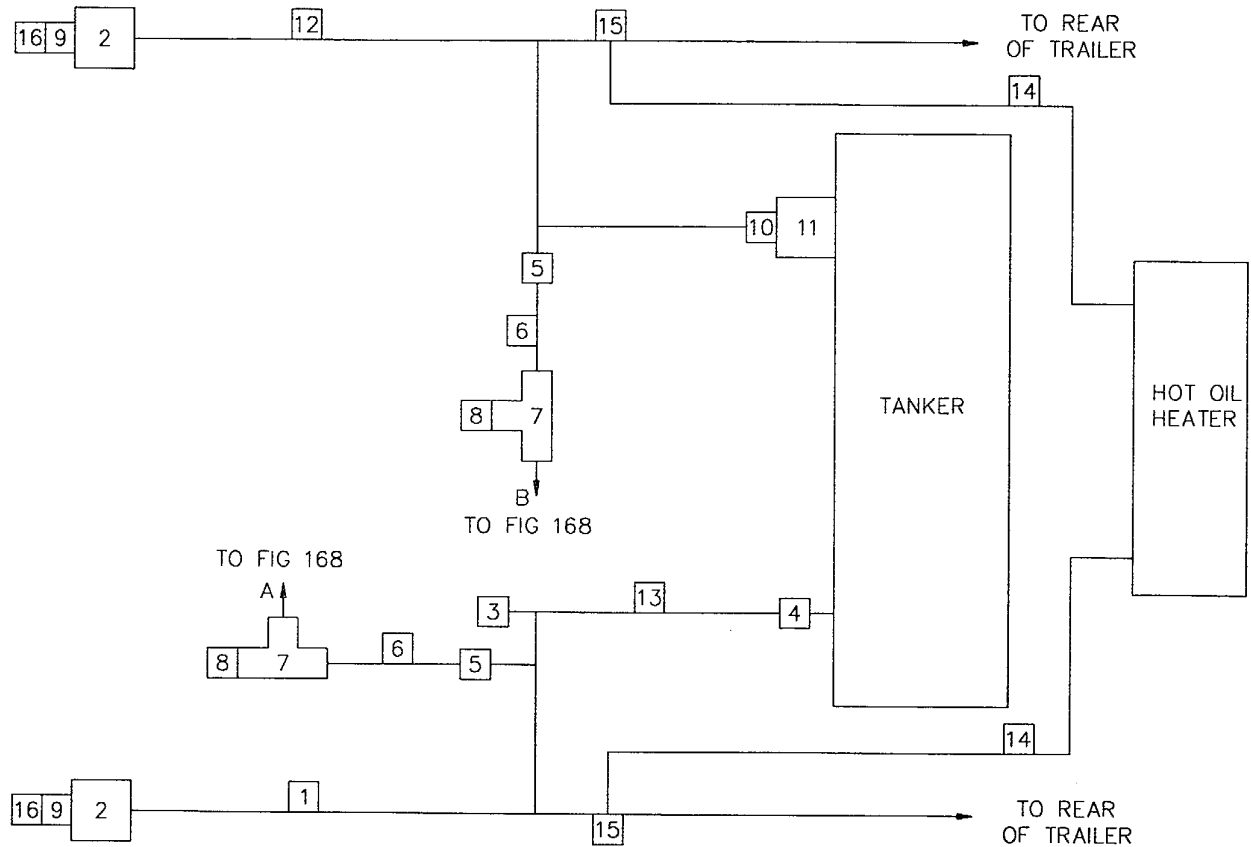 16 9 2
12
15
TO REAR
OF TRAILER
14
10 11
5
6
TANKER
HOT OIL
HEATER
8 7
B
TO FIG 168
TO FIG 168
A
3
13
4
8 7
6
5
14
16 9 2
1
15
TO REAR
OF TRAILER